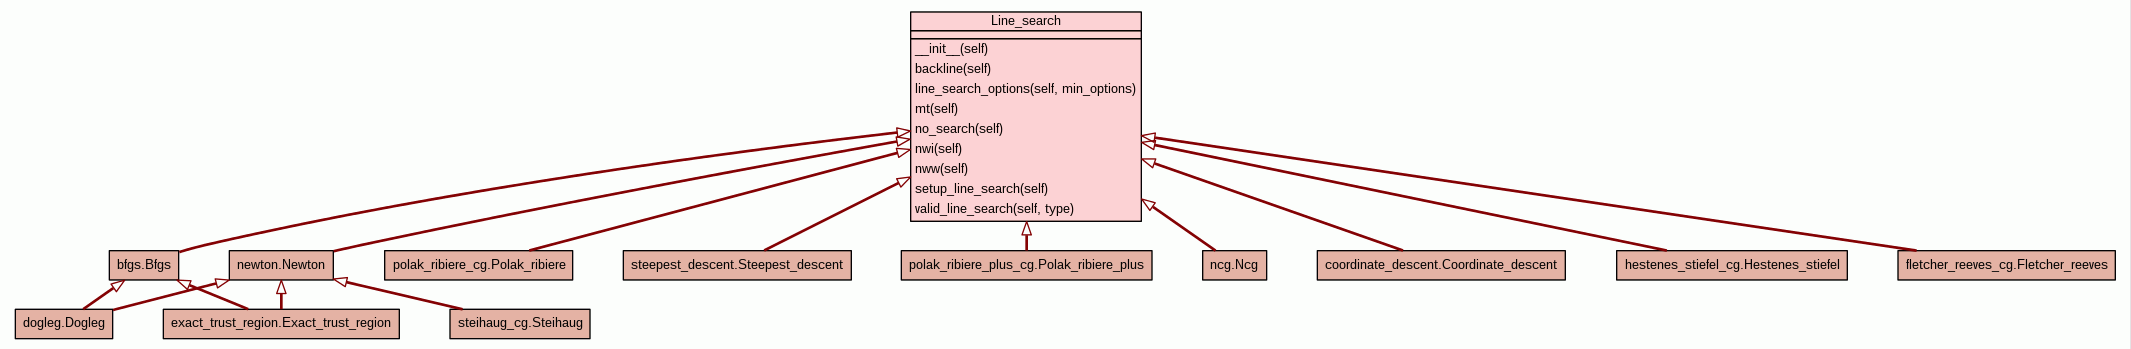 Line_search
__init__(self)
backline(self)
line_search_options(self, min_options)
mt(self)
no_search(self)
nwi(self)
nww(self)
setup_line_search(self)
valid_line_search(self, type)
bfgs.Bfgs
newton.Newton
polak_ribiere_cg.Polak_ribiere
steepest_descent.Steepest_descent
polak_ribiere_plus_cg.Polak_ribiere_plus
ncg.Ncg
coordinate_descent.Coordinate_descent
hestenes_stiefel_cg.Hestenes_stiefel
fletcher_reeves_cg.Fletcher_reeves
dogleg.Dogleg
exact_trust_region.Exact_trust_region
steihaug_cg.Steihaug